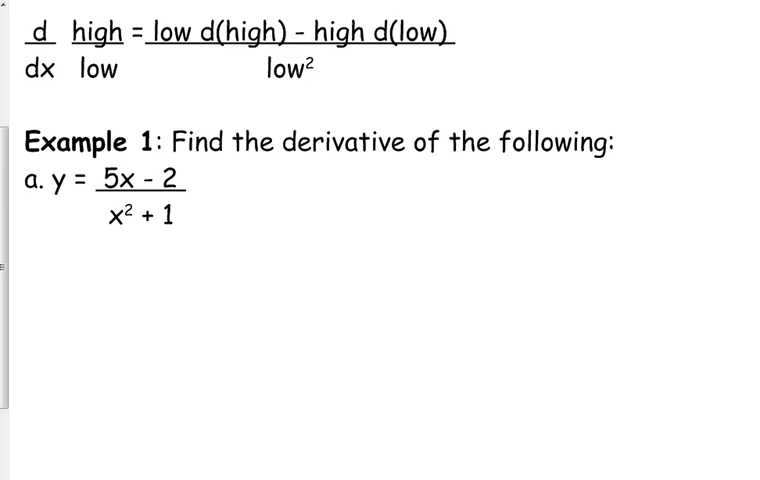 d high = low d(high) - high d(low)
dx low low²
Example 1: Find the derivative of the following:
a. y = 5x - 2
x² + 1